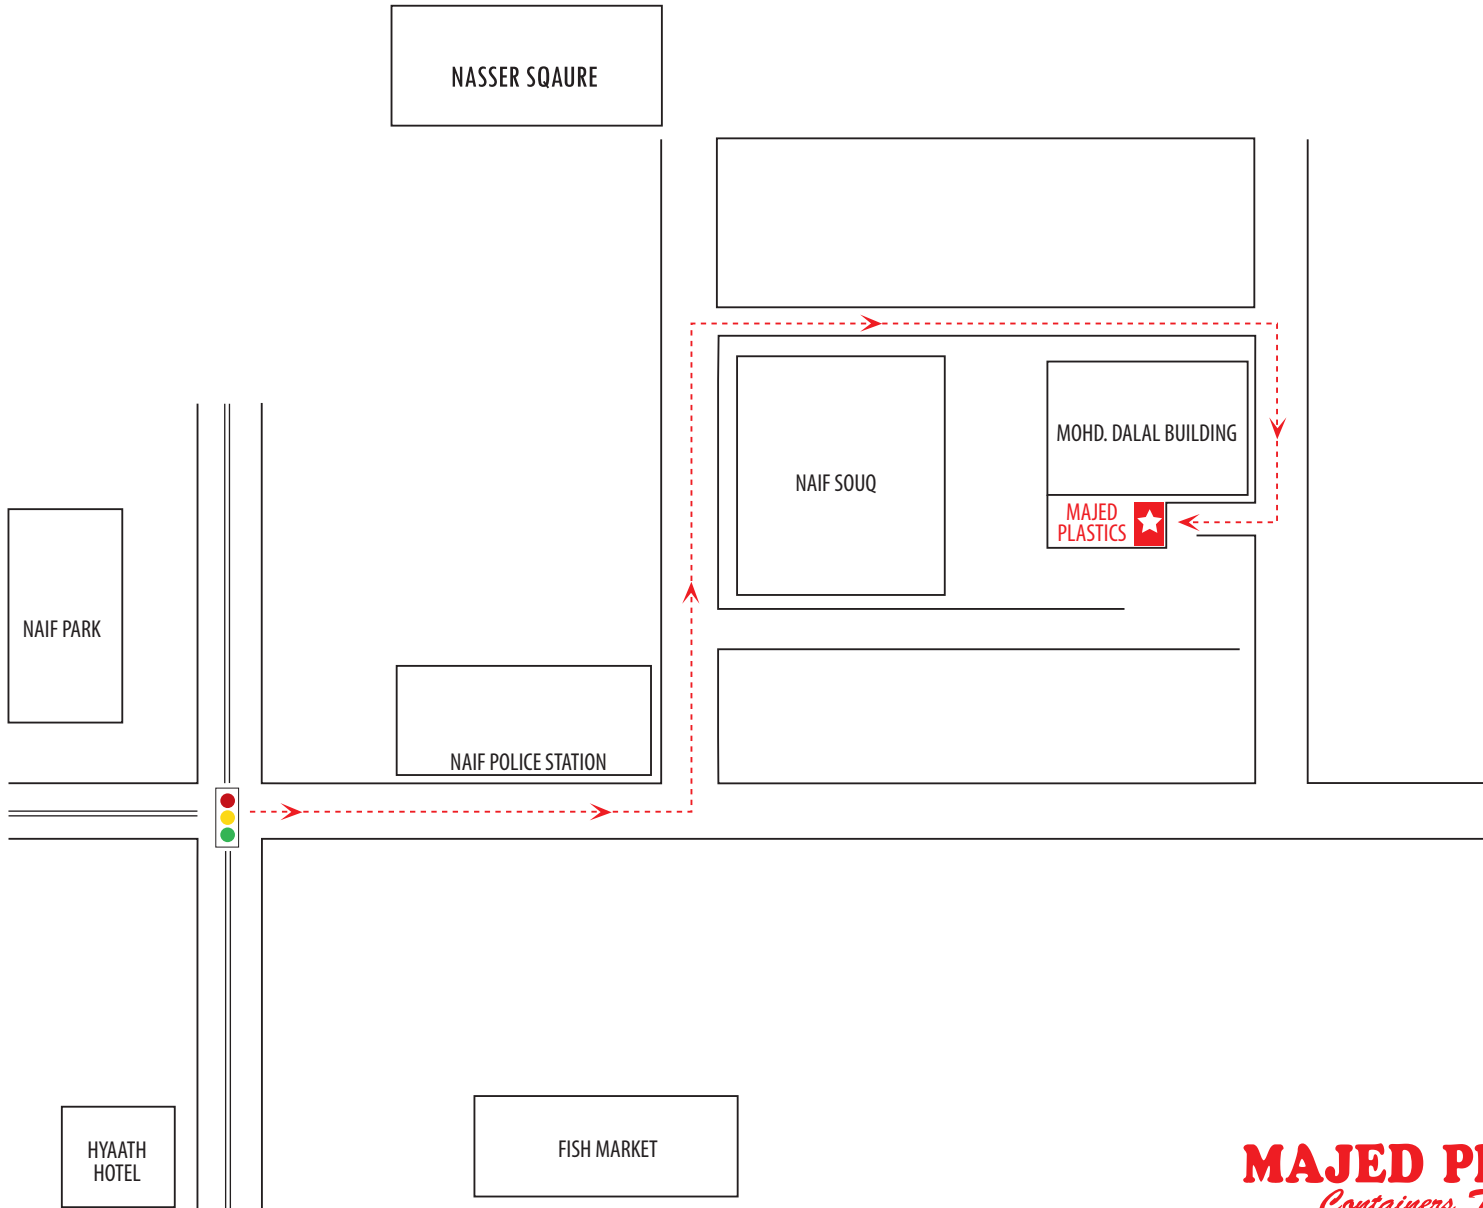 NASSER SQAURE
MOHD. DALAL BUILDING
NAIF SOUQ
MAJED
PLASTICS
NAIF PARK
NAIF POLICE STATION
HYAATH
HOTEL
FISH MARKET
MAJED
Containers